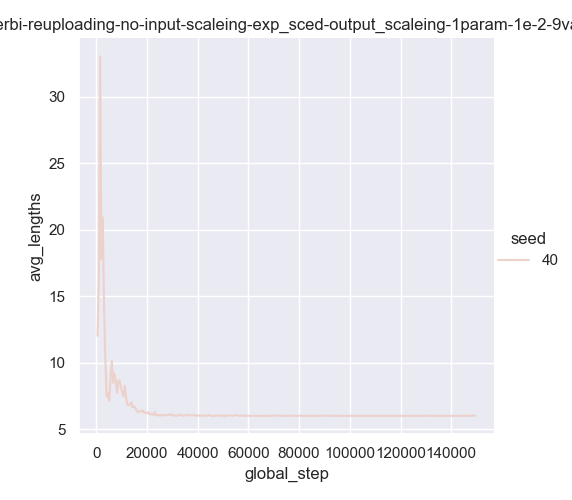 erbi-reuploading-no-input-scaleing-exp_sced-output_scaleing-1param-1e-2-9va
avg_lengths
30
25
20
15
10
5
0 20000 40000 60000 80000 100000 120000 140000
global_step
seed
40